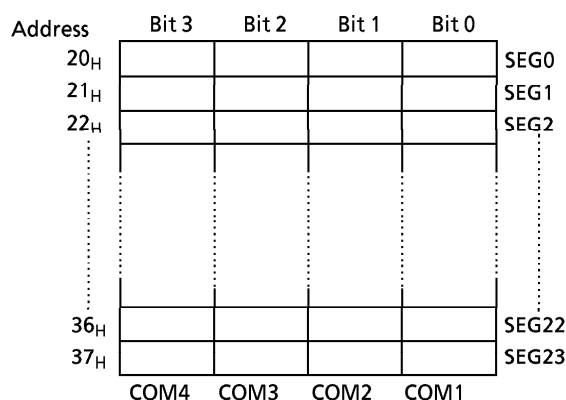 Address Bit 3 Bit 2 Bit 1 Bit 0
20H SEG0
21H SEG1
22H SEG2
36H SEG22
37H SEG23
COM4 COM3 COM2 COM1